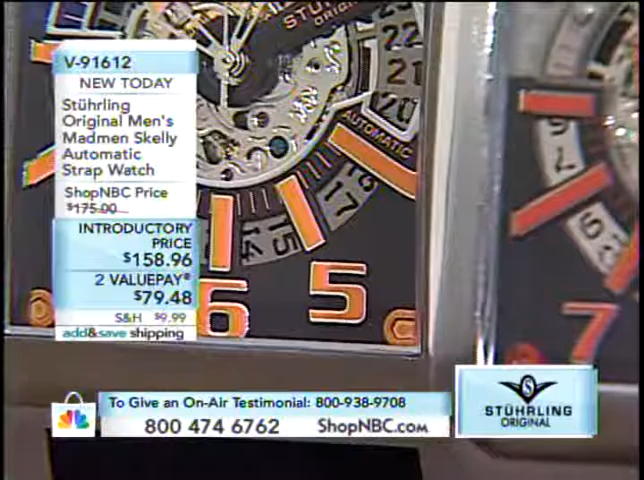 V-91612
NEW TODAY
Stührling
Original Men's
Madmen Skelly
Automatic
Strap Watch
ShopNBC Price
$175.00
INTRODUCTORY
PRICE
$158.96
2 VALUEPAY®
$79.48
S&H $9.99
add&save shipping
STÜHRLING
ORIGINAL
22
21
20
AUTOMATIC
17
15
14
6
5
7
To Give an On-Air Testimonial: 800-938-9708
800 474 6762 ShopNBC.com
S
STÜHRLING
ORIGINAL